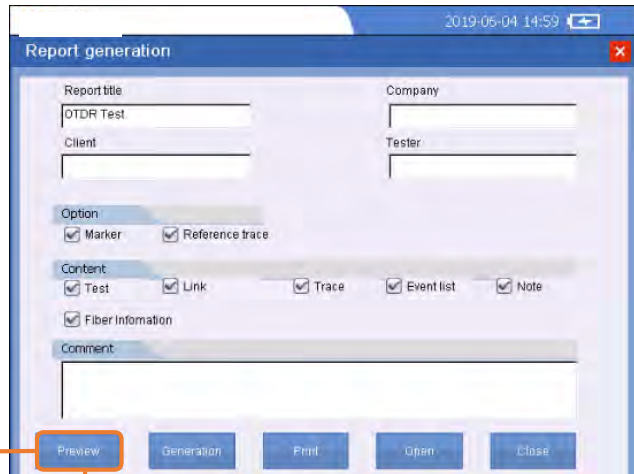 2019-06-04 14:59
Report generation
Report title Company
OTDR Test
Client Tester
Option
Marker Reference trace
Content
Test Link Trace Event list Note
Fiber Infomation
Comment
Preview Generation Print Open Close